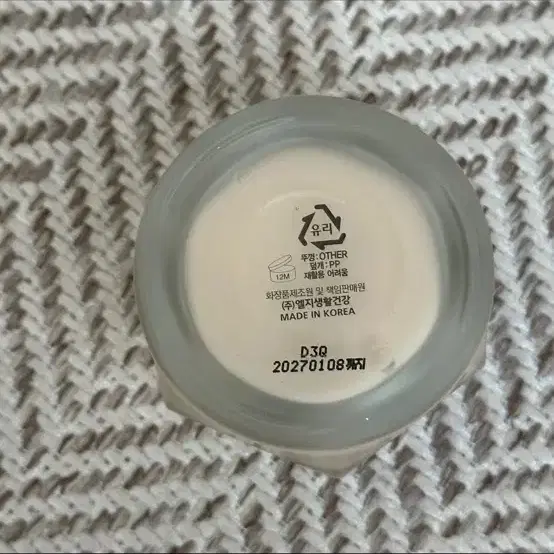 유리
뚜껑:OTHER
덮개:PP
재활용 어려움
12M
화장품제조원 및 책임판매원
(주)엘지생활건강
MADE IN KOREA
D3Q
20270108까지